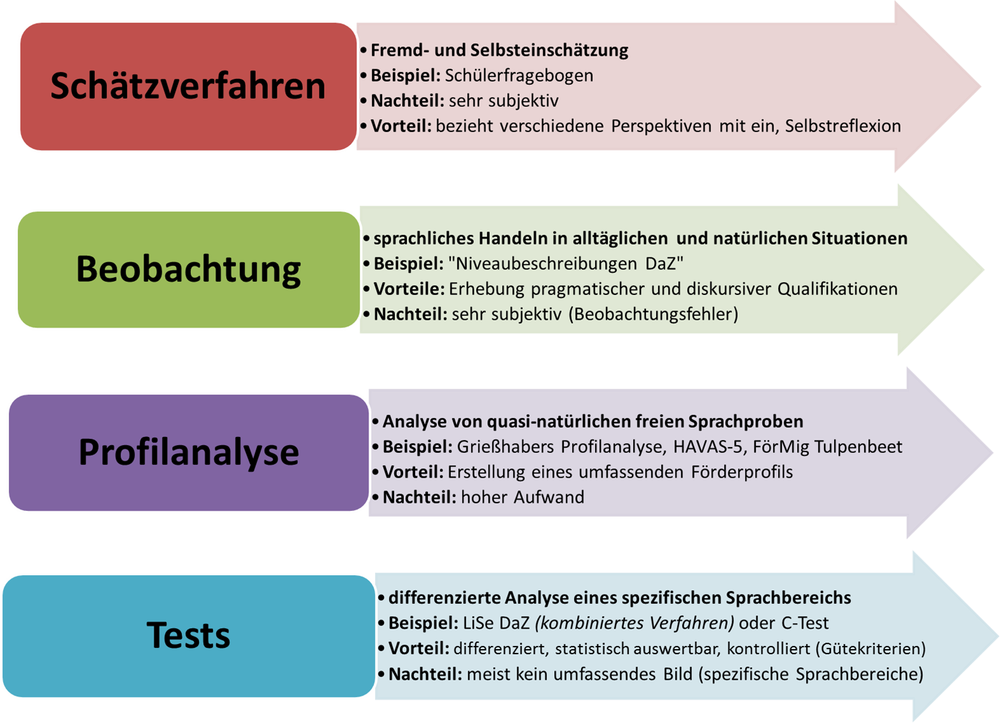 Schätzverfahren
• Fremd- und Selbsteinschätzung
• Beispiel: Schülerfragebogen
• Nachteil: sehr subjektiv
• Vorteil: bezieht verschiedene Perspektiven mit ein, Selbstreflexion
Beobachtung
• sprachliches Handeln in alltäglichen und natürlichen Situationen
• Beispiel: "Niveaubeschreibungen DaZ"
• Vorteile: Erhebung pragmatischer und diskursiver Qualifikationen
• Nachteil: sehr subjektiv (Beobachtungsfehler)
Profilanalyse
• Analyse von quasi-natürlichen freien Sprachproben
• Beispiel: Grießhabers Profilanalyse, HAVAS-5, FörMig Tulpenbeet
• Vorteil: Erstellung eines umfassenden Förderprofils
• Nachteil: hoher Aufwand
Tests
• differenzierte Analyse eines spezifischen Sprachbereichs
• Beispiel: LiSe DaZ (kombiniertes Verfahren) oder C-Test
• Vorteil: differenziert, statistisch auswertbar, kontrolliert (Gütekriterien)
• Nachteil: meist kein umfassendes Bild (spezifische Sprachbereiche)